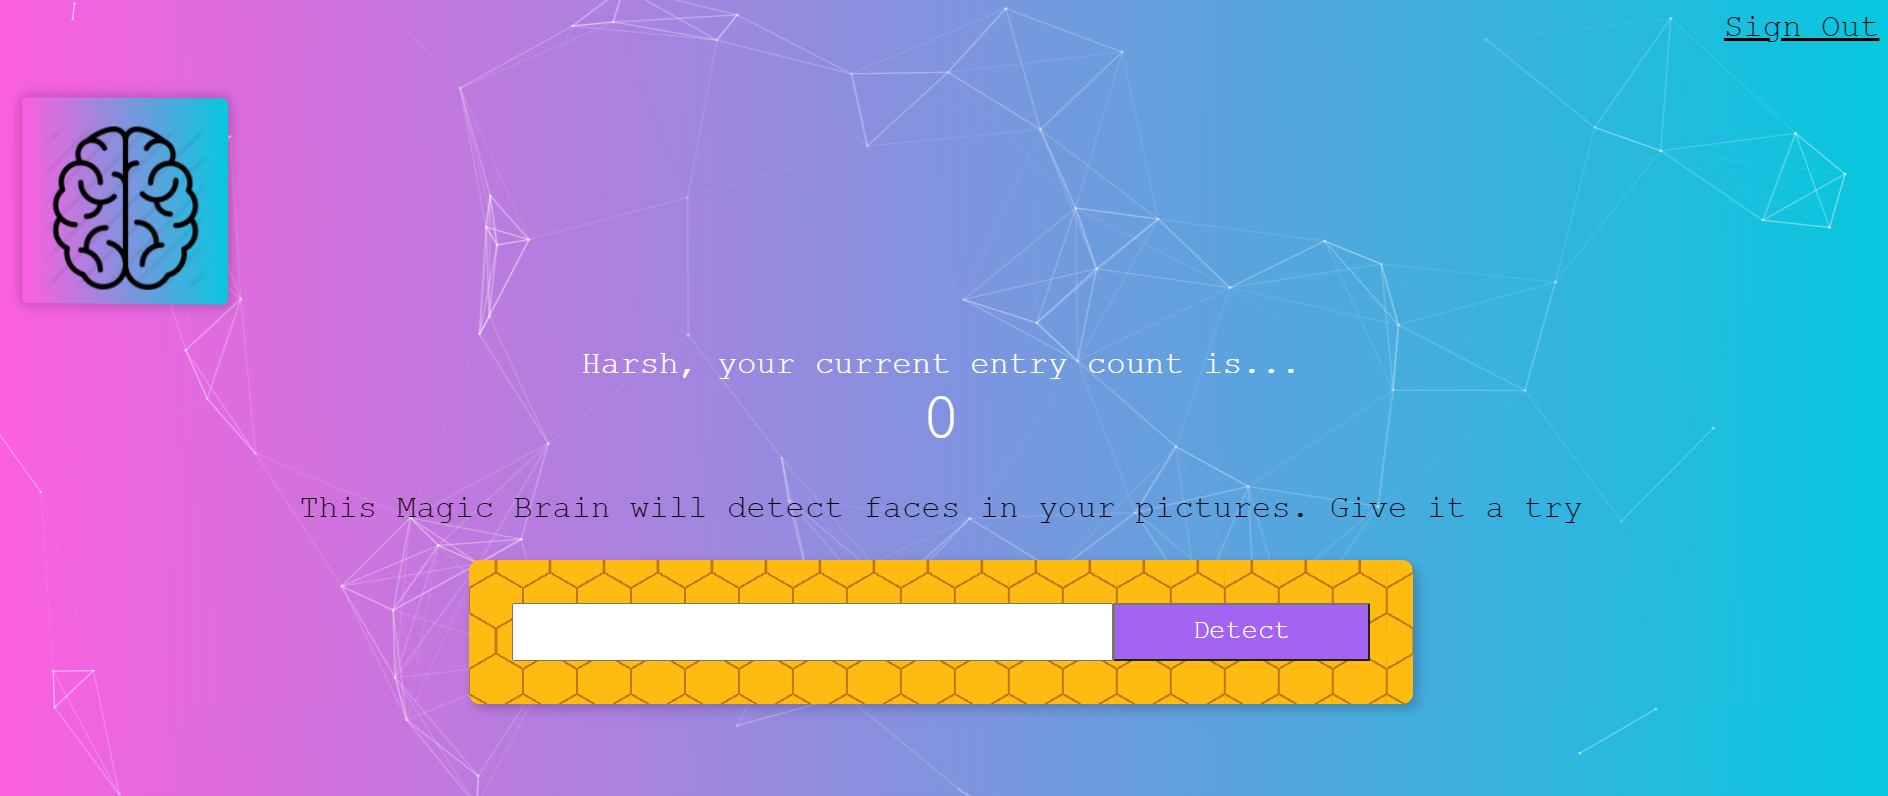 Sign Out
Harsh, your current entry count is...
0
This Magic Brain will detect faces in your pictures. Give it a try
Detect